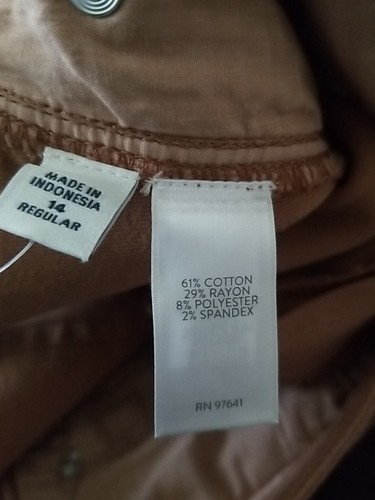 MADE IN
INDONESIA
14
REGULAR
61% COTTON
29% RAYON
8% POLYESTER
2% SPANDEX
RN 97641